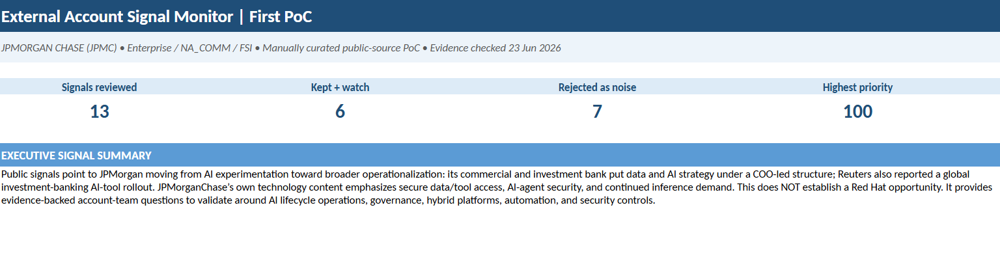 External Account Signal Monitor | First PoC
JPMORGAN CHASE (JPMC) • Enterprise / NA_COMM / FSI • Manually curated public-source PoC • Evidence checked 23 Jun 2026
Signals reviewed Kept + watch Rejected as noise Highest priority
13 6 7 100
EXECUTIVE SIGNAL SUMMARY
Public signals point to JPMorgan moving from AI experimentation toward broader operationalization: its commercial and investment bank put data and AI strategy under a COO-led structure; Reuters also reported a global
investment-banking AI-tool rollout. JPMorganChase's own technology content emphasizes secure data/tool access, AI-agent security, and continued inference demand. This does NOT establish a Red Hat opportunity. It provides
evidence-backed account-team questions to validate around AI lifecycle operations, governance, hybrid platforms, automation, and security controls.